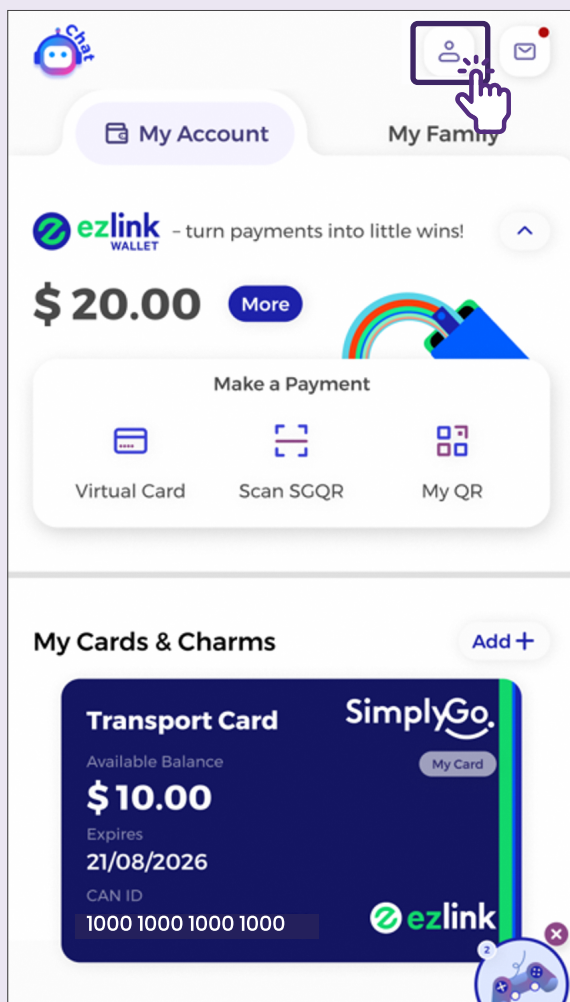 Chat
My Account
My Family
ezlink
WALLET
– turn payments into little wins!
$ 20.00
More
Make a Payment
Virtual Card
Scan SGQR
My QR
My Cards & Charms
Add +
Transport Card
SimplyGo.
Available Balance
My Card
$ 10.00
Expires
21/08/2026
CAN ID
1000 1000 1000 1000
ezlink
2